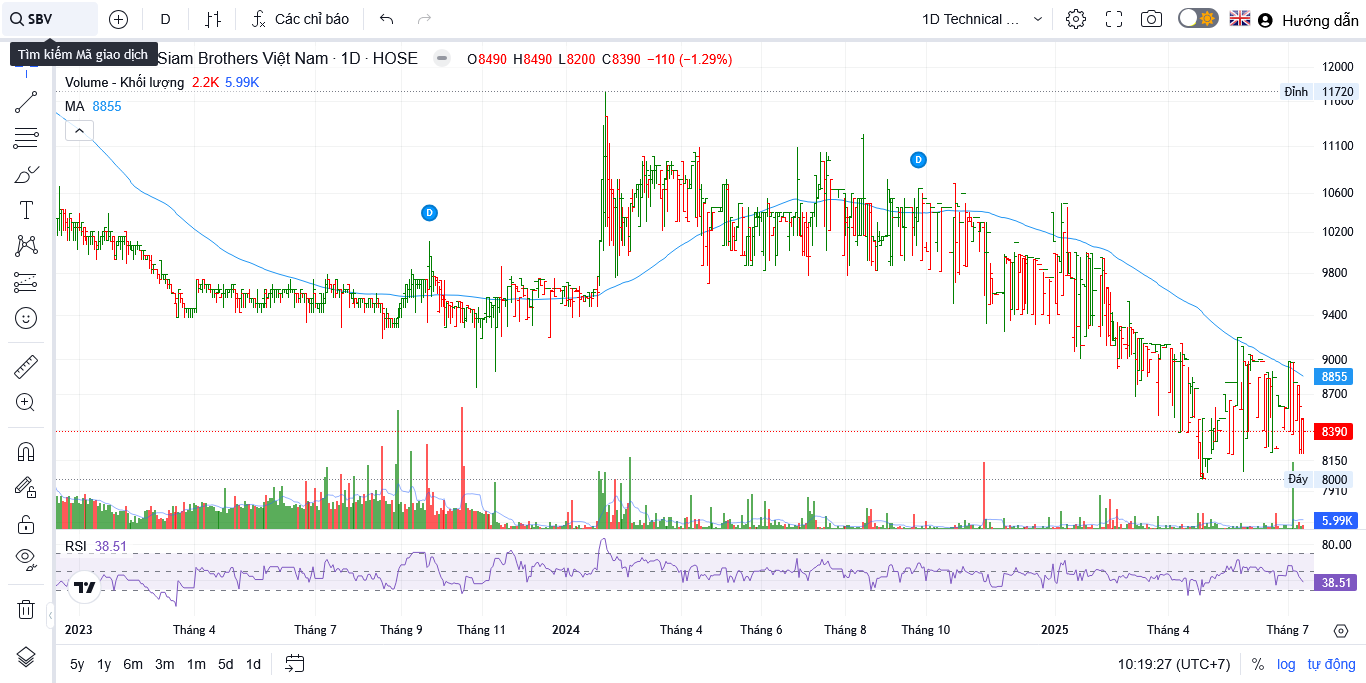 SBV D Các chỉ báo 1D Technical ... Hướng dẫn
Tìm kiếm Mã giao dịch
Siam Brothers Việt Nam · 1D · HOSE O8490 H8490 L8200 C8390 −110 (−1.29%)
Volume - Khối lượng 2.2K 5.99K
MA 8855
12000
Đỉnh 11720
11600
11100
10600
10200
9800
9400
9000
8855
8700
8390
8150
Đáy 8000
7910
5.99K
D
D
RSI 38.51
80.00
38.51
2023 Tháng 4 Tháng 7 Tháng 9 Tháng 11 2024 Tháng 4 Tháng 6 Tháng 8 Tháng 10 2025 Tháng 4 Tháng 7
5y 1y 6m 3m 1m 5d 1d 10:19:27 (UTC+7) % log tự động